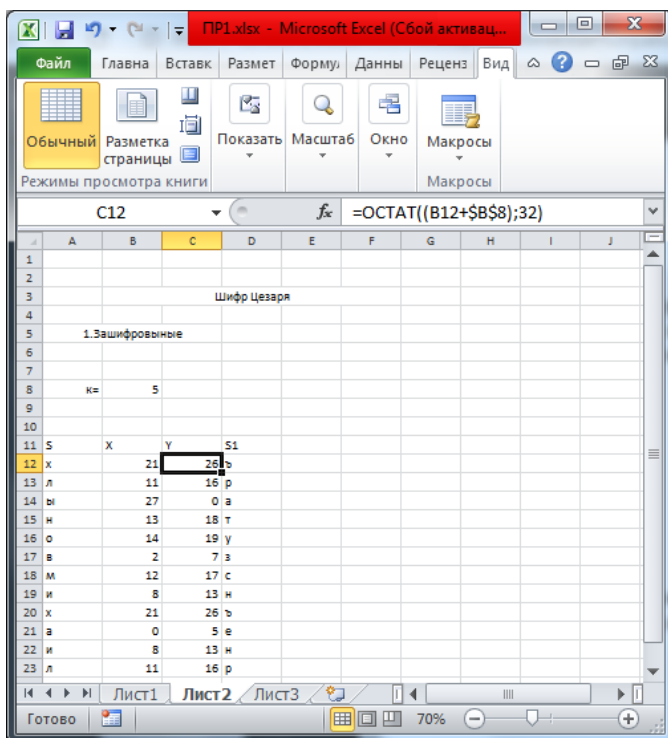 ПР1.xlsx - Microsoft Excel (Сбой активац...
Файл Главна Вставк Размет Форму Данны Реценз Вид
Обычный Разметка страницы Показать Масштаб Окно Макросы
Режимы просмотра книги Макросы
C12 fx =ОСТАТ((B12+$B$8);32)
A B C D E F G H I J
1
2
3 Шифр Цезаря
4
5 1.Зашифровыные
6
7
8 к= 5
9
10
11 S X Y S1
12 х 21 26 ъ
13 л 11 16 р
14 ы 27 0 а
15 н 13 18 т
16 о 14 19 у
17 в 2 7 з
18 м 12 17 с
19 и 8 13 н
20 х 21 26 ъ
21 а 0 5 е
22 и 8 13 н
23 л 11 16 р
Лист1 Лист2 Лист3
Готово 70%